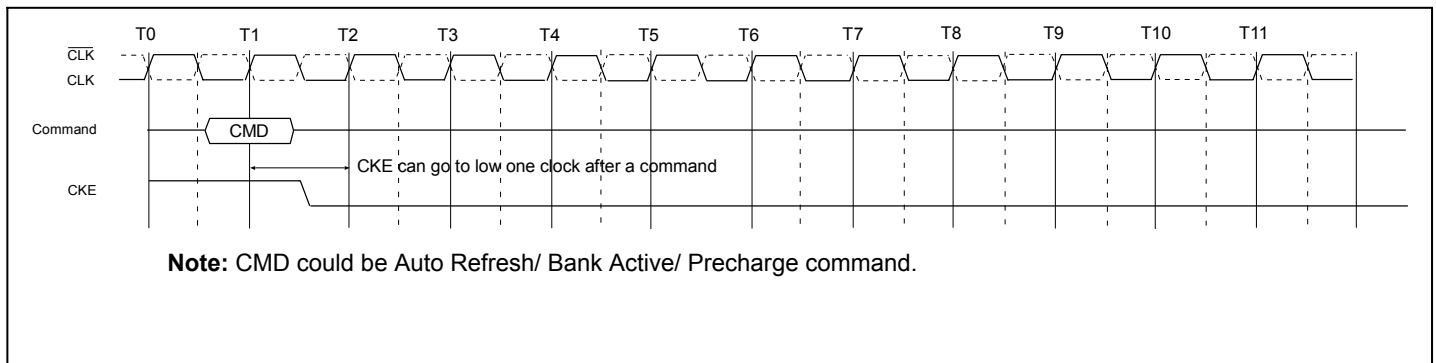 T0 T1 T2 T3 T4 T5 T6 T7 T8 T9 T10 T11
CLK
CLK
Command
CMD
CKE can go to low one clock after a command
CKE
Note: CMD could be Auto Refresh/ Bank Active/ Precharge command.